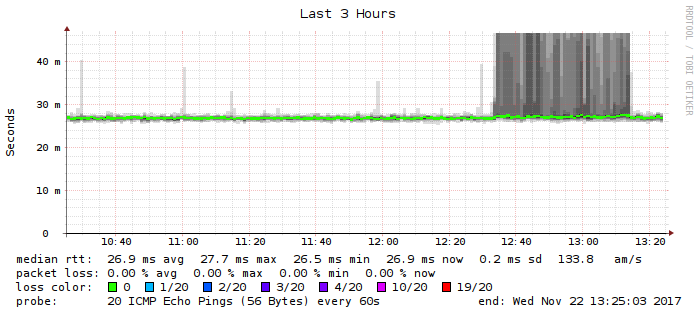 Last 3 Hours
RRDTOOL / TOBI OETIKER
Seconds
40 m
30 m
20 m
10 m
0
10:40 11:00 11:20 11:40 12:00 12:20 12:40 13:00 13:20
median rtt: 26.9 ms avg 27.7 ms max 26.5 ms min 26.9 ms now 0.2 ms sd 133.8 am/s
packet loss: 0.00 % avg 0.00 % max 0.00 % min 0.00 % now
loss color: 0 1/20 2/20 3/20 4/20 10/20 19/20
probe: 20 ICMP Echo Pings (56 Bytes) every 60s end: Wed Nov 22 13:25:03 2017